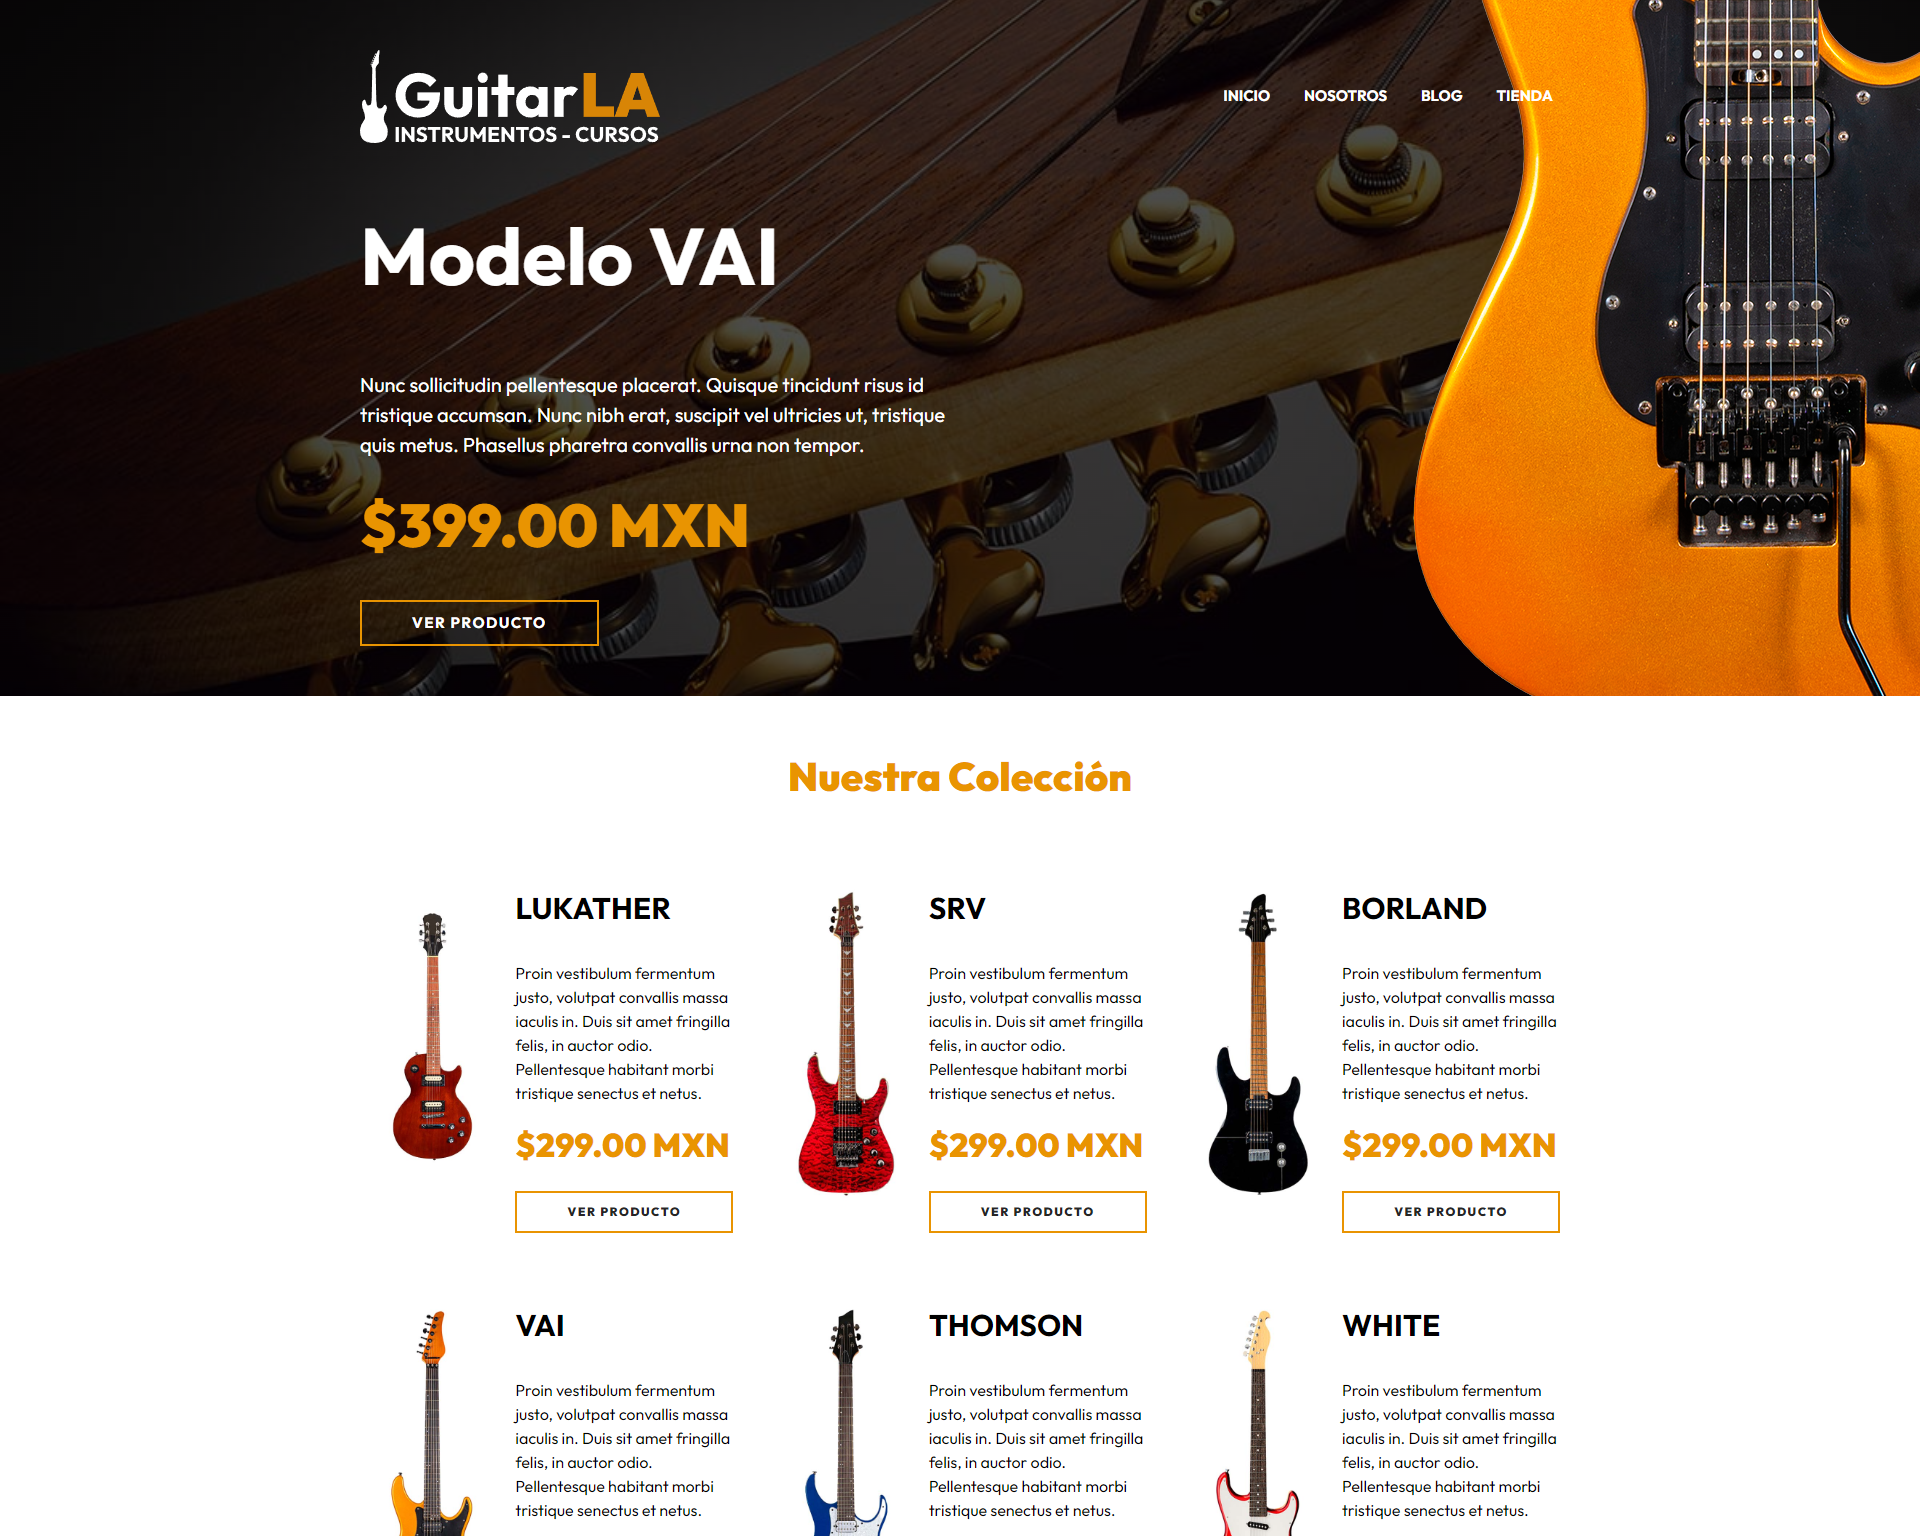 GuitarLA
INSTRUMENTOS - CURSOS
INICIO NOSOTROS BLOG TIENDA
Modelo VAI
Nunc sollicitudin pellentesque placerat. Quisque tincidunt risus id
tristique accumsan. Nunc nibh erat, suscipit vel ultricies ut, tristique
quis metus. Phasellus pharetra convallis urna non tempor.
$399.00 MXN
VER PRODUCTO
Nuestra Colección
LUKATHER
Proin vestibulum fermentum
justo, volutpat convallis massa
iaculis in. Duis sit amet fringilla
felis, in auctor odio.
Pellentesque habitant morbi
tristique senectus et netus.
$299.00 MXN
VER PRODUCTO
SRV
Proin vestibulum fermentum
justo, volutpat convallis massa
iaculis in. Duis sit amet fringilla
felis, in auctor odio.
Pellentesque habitant morbi
tristique senectus et netus.
$299.00 MXN
VER PRODUCTO
BORLAND
Proin vestibulum fermentum
justo, volutpat convallis massa
iaculis in. Duis sit amet fringilla
felis, in auctor odio.
Pellentesque habitant morbi
tristique senectus et netus.
$299.00 MXN
VER PRODUCTO
VAI
Proin vestibulum fermentum
justo, volutpat convallis massa
iaculis in. Duis sit amet fringilla
felis, in auctor odio.
Pellentesque habitant morbi
tristique senectus et netus.
THOMSON
Proin vestibulum fermentum
justo, volutpat convallis massa
iaculis in. Duis sit amet fringilla
felis, in auctor odio.
Pellentesque habitant morbi
tristique senectus et netus.
WHITE
Proin vestibulum fermentum
justo, volutpat convallis massa
iaculis in. Duis sit amet fringilla
felis, in auctor odio.
Pellentesque habitant morbi
tristique senectus et netus.